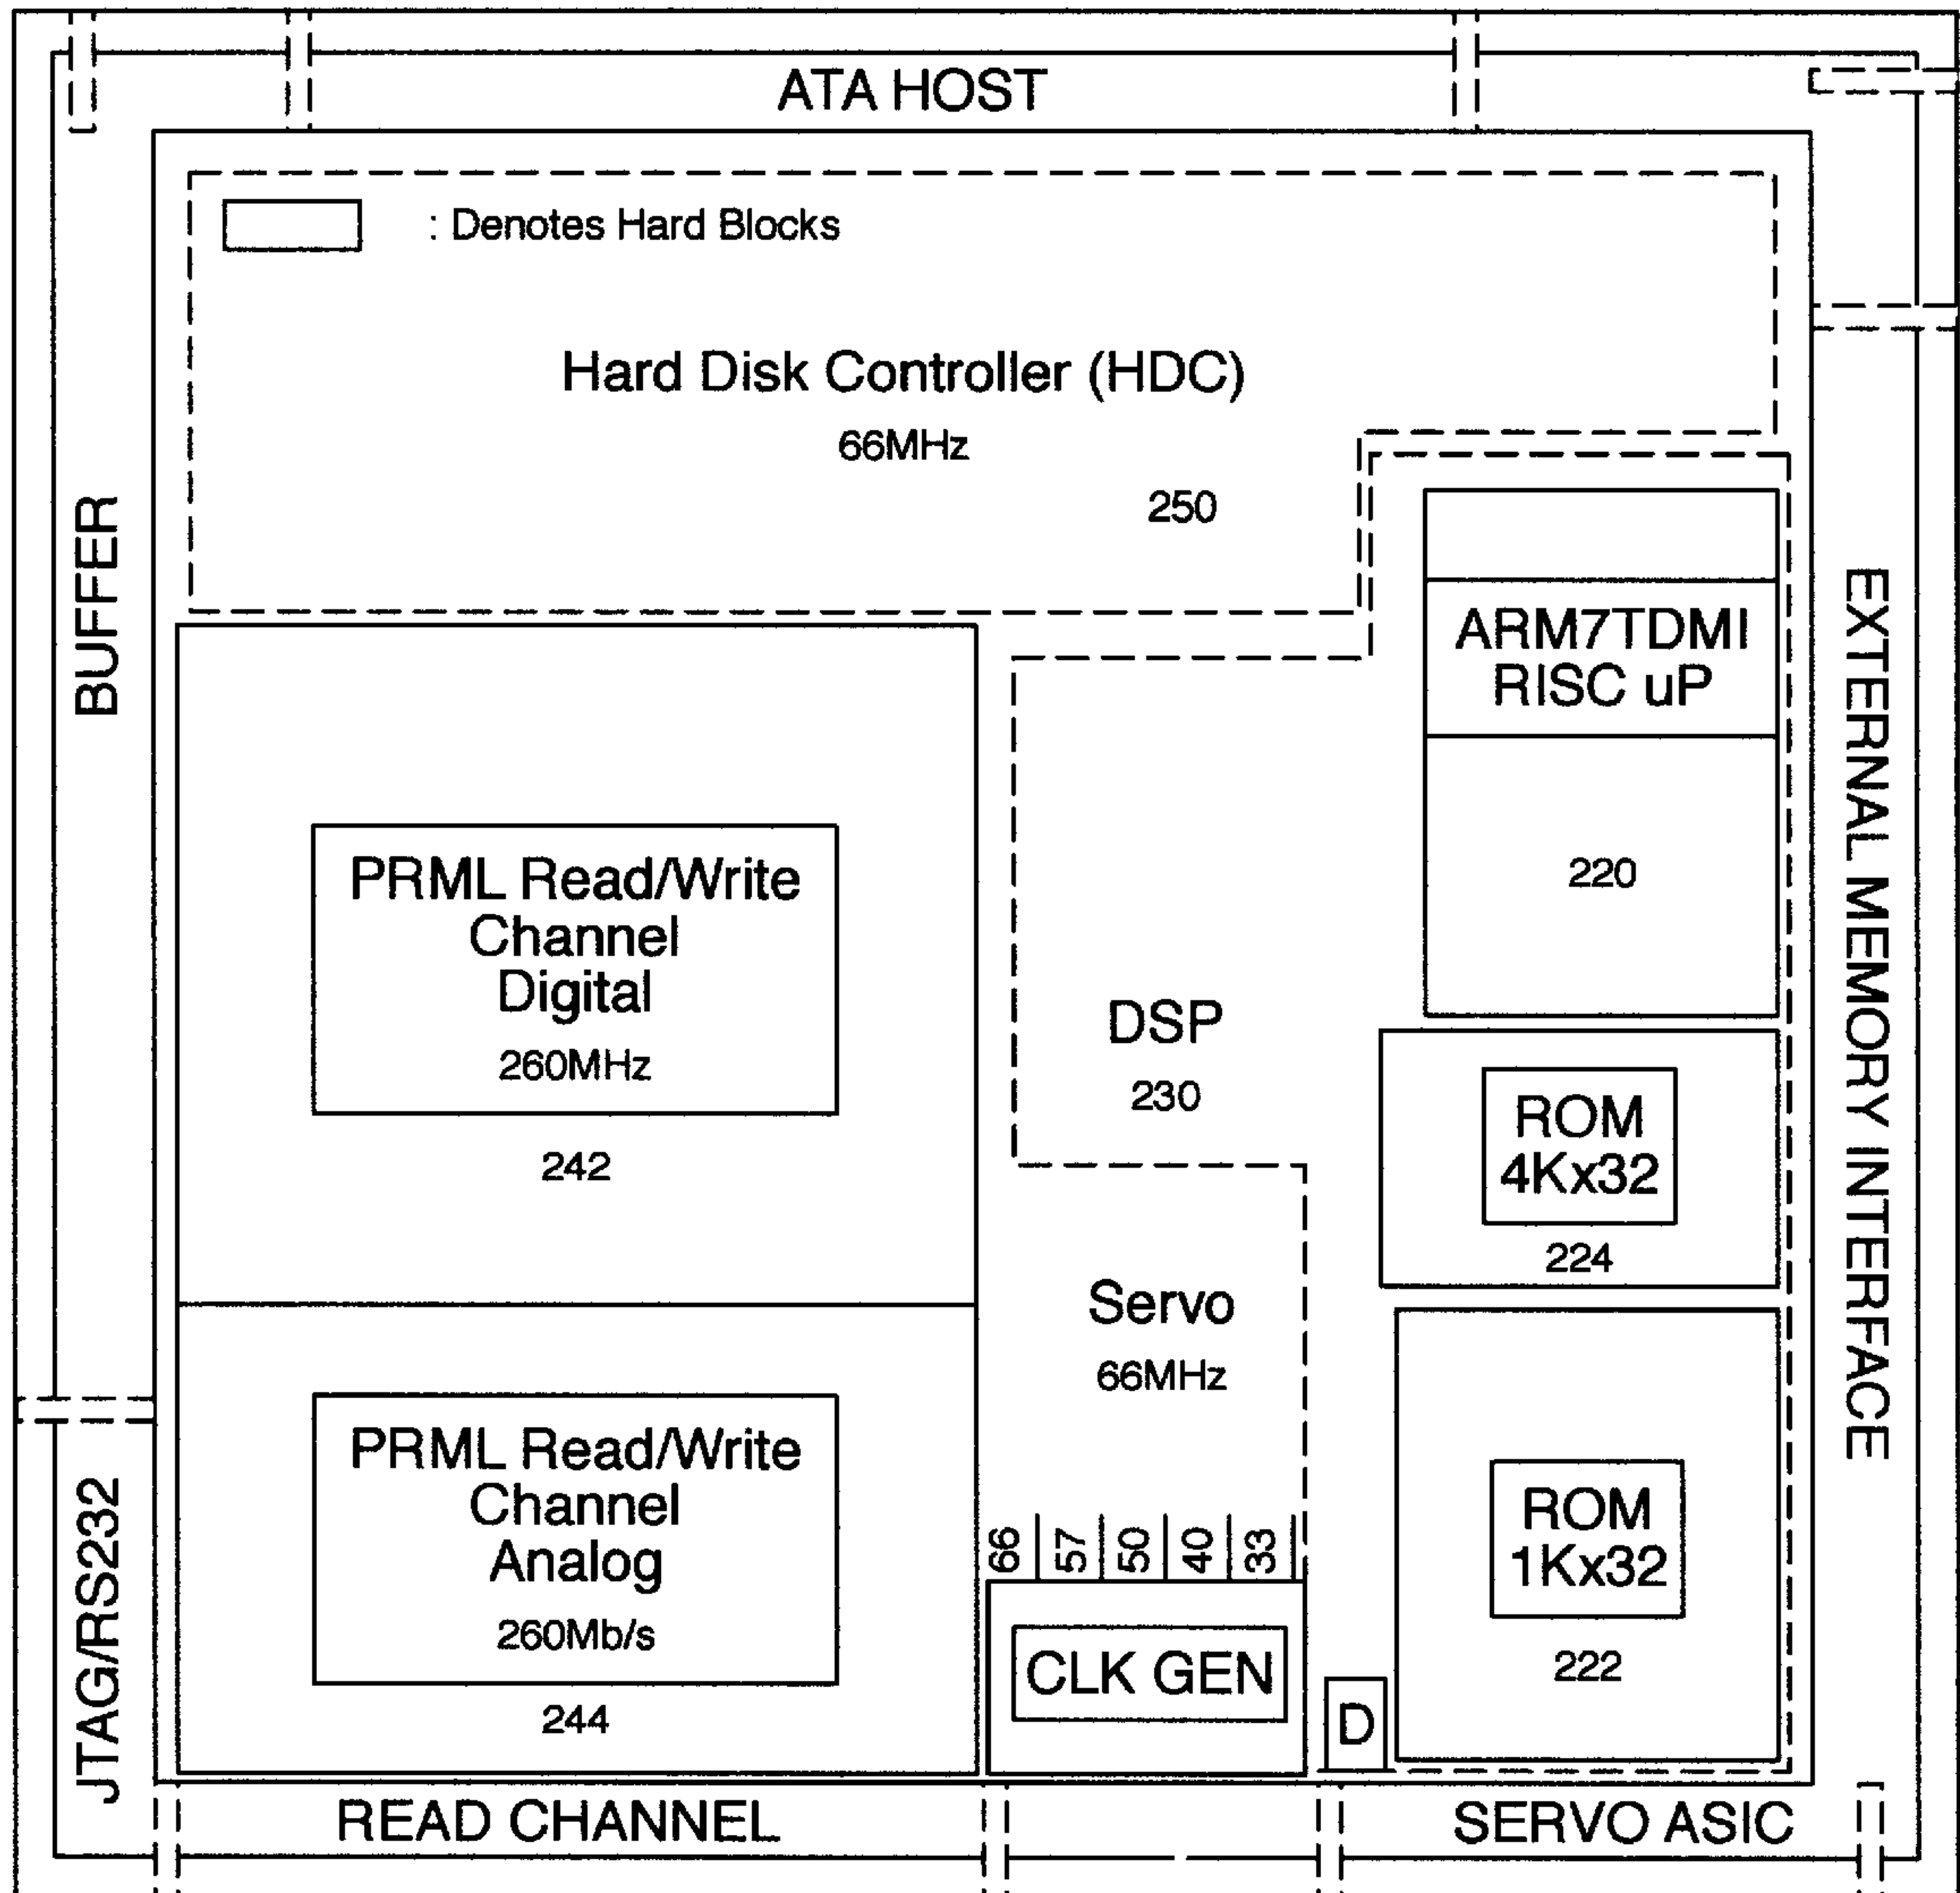 ATA HOST
: Denotes Hard Blocks
Hard Disk Controller (HDC)
66MHz
250
BUFFER
ARM7TDMI
RISC uP
220
EXTERNAL MEMORY INTERFACE
PRML Read/Write
Channel
Digital
260MHz
242
DSP
230
ROM
4Kx32
224
Servo
66MHz
PRML Read/Write
Channel
Analog
260Mb/s
244
66
57
50
40
33
CLK GEN
D
ROM
1Kx32
222
JTAG/RS232
READ CHANNEL
SERVO ASIC